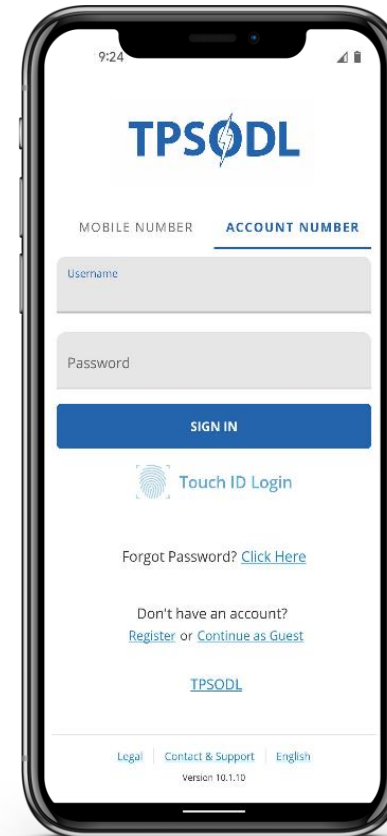 9:24
TPSODL
MOBILE NUMBER ACCOUNT NUMBER
Username
Password
SIGN IN
Touch ID Login
Forgot Password? Click Here
Don't have an account?
Register or Continue as Guest
TPSODL
Legal Contact & Support English
Version 10.1.10